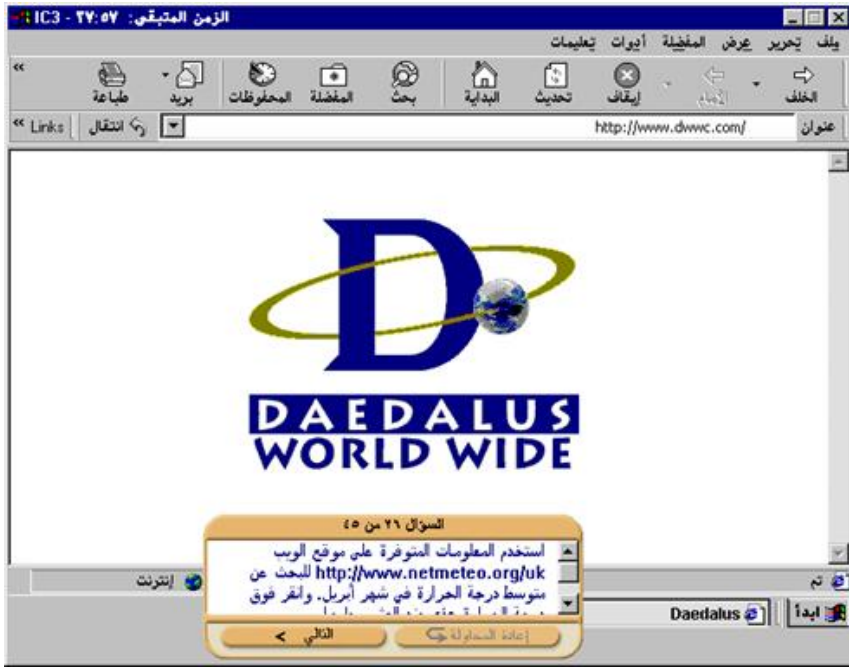 IC3 - الزمن المتبقي: ٢٧:٥٧
ملف تحرير عرض المفضلة أدوات تعليمات
الخلف الأمام إيقاف تحديث البداية بحث المفضلة المحفوظات بريد طباعة »
عنوان http://www.dwwc.com/ انتقال Links »
D
DAEDALUS
WORLD WIDE
السؤال ٢٦ من ٤٥
استخدم المعلومات المتوفرة على موقع الويب
http://www.netmeteo.org/uk للبحث عن
متوسط درجة الحرارة في شهر أبريل. وانقر فوق
إعادة المحاولة التالي >
تم إنترنت
ابدأ Daedalus